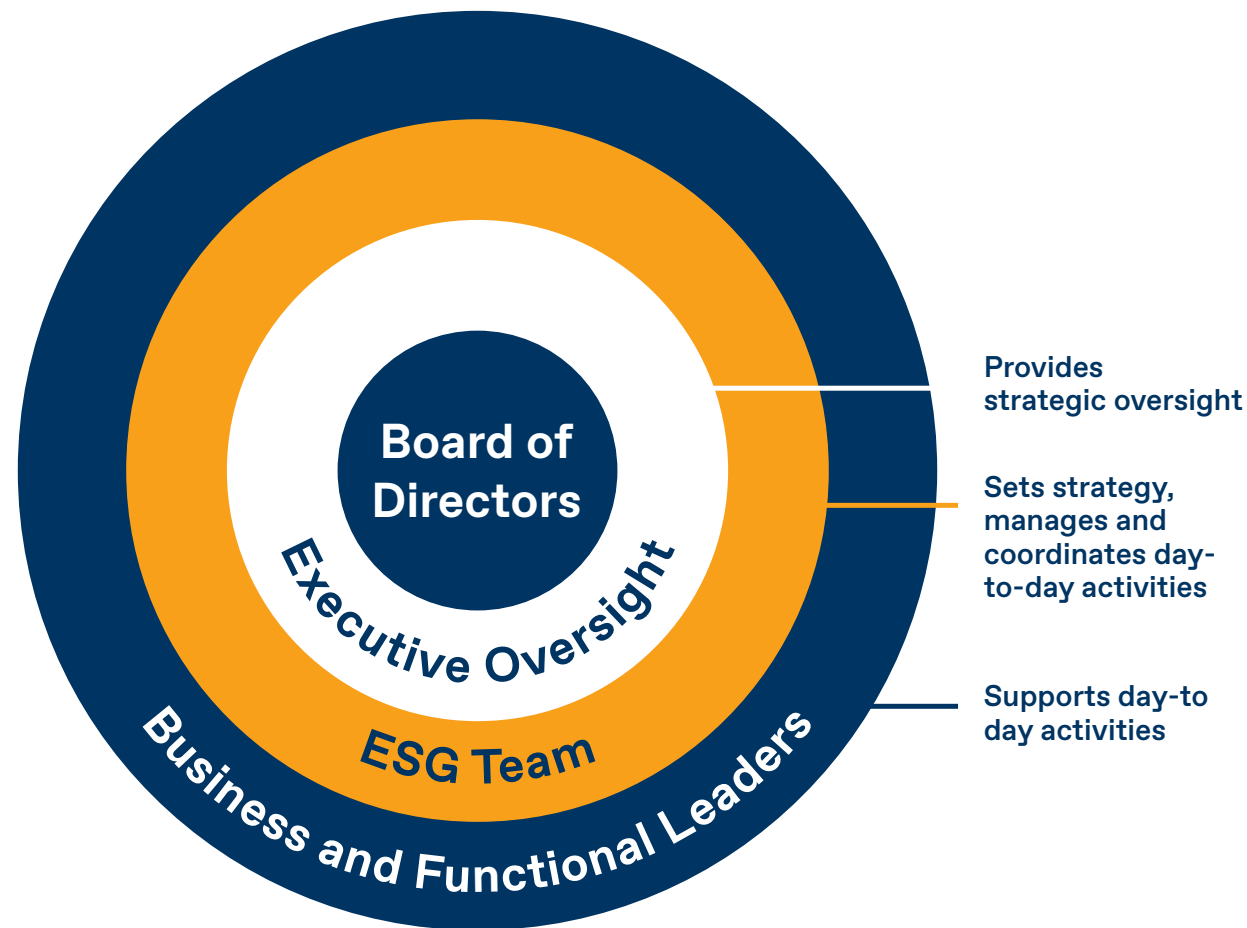 Board of
Directors
Executive Oversight
ESG Team
Business and Functional Leaders
Provides
strategic oversight
Sets strategy,
manages and
coordinates day-
to-day activities
Supports day-to
day activities